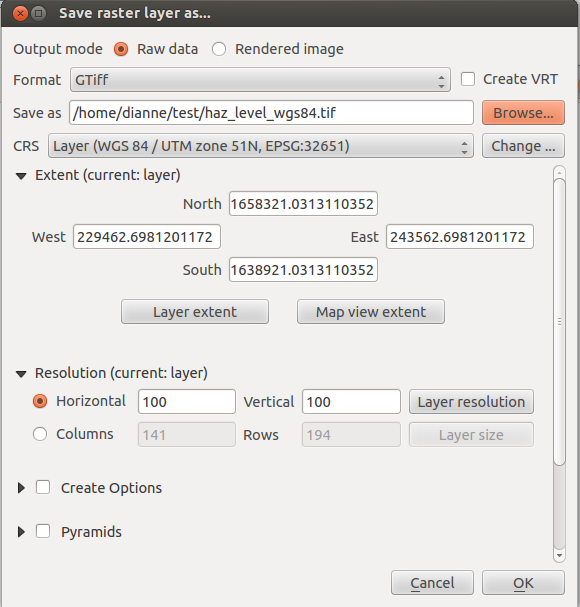 Save raster layer as...
Output mode Raw data Rendered image
Format GTiff Create VRT
Save as /home/dianne/test/haz_level_wgs84.tif Browse...
CRS Layer (WGS 84 / UTM zone 51N, EPSG:32651) Change ...
Extent (current: layer)
North 1658321.0313110352
West 229462.6981201172 East 243562.6981201172
South 1638921.0313110352
Layer extent Map view extent
Resolution (current: layer)
Horizontal 100 Vertical 100 Layer resolution
Columns 141 Rows 194 Layer size
Create Options
Pyramids
Cancel OK